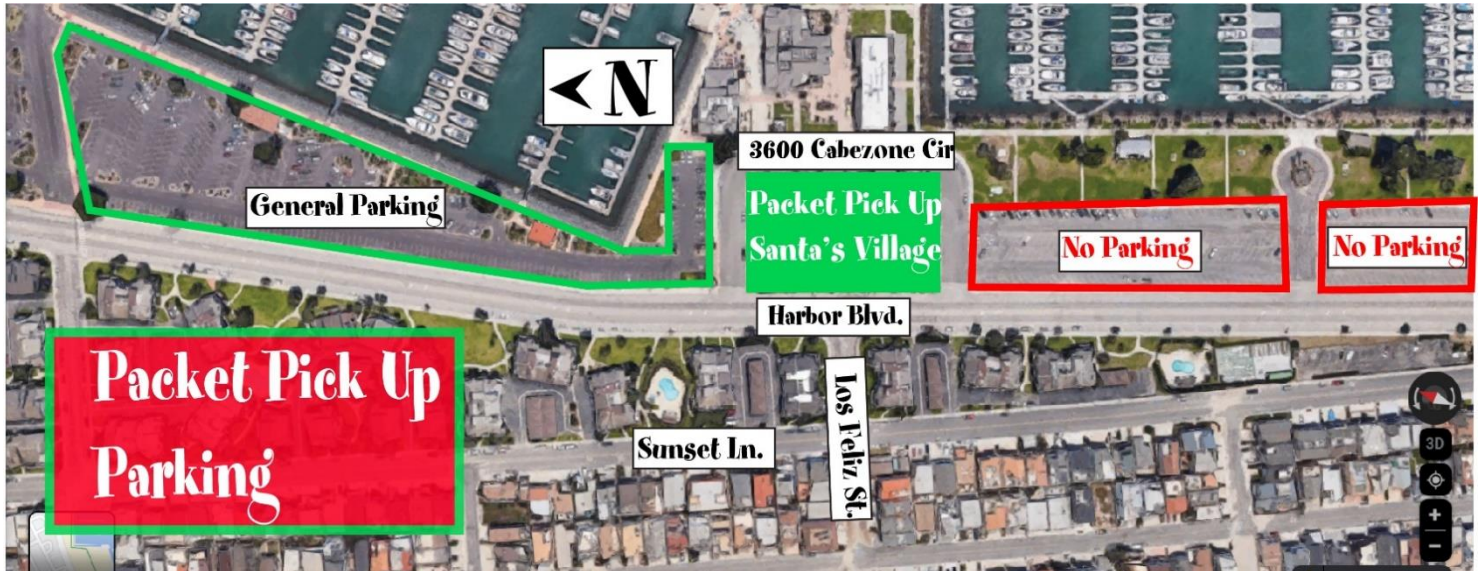 N
3600 Cabezone Cir
General Parking
Packet Pick Up
Santa's Village
No Parking
No Parking
Harbor Blvd.
Packet Pick Up
Parking
Los Feliz St.
Sunset ln.
3D
+
-